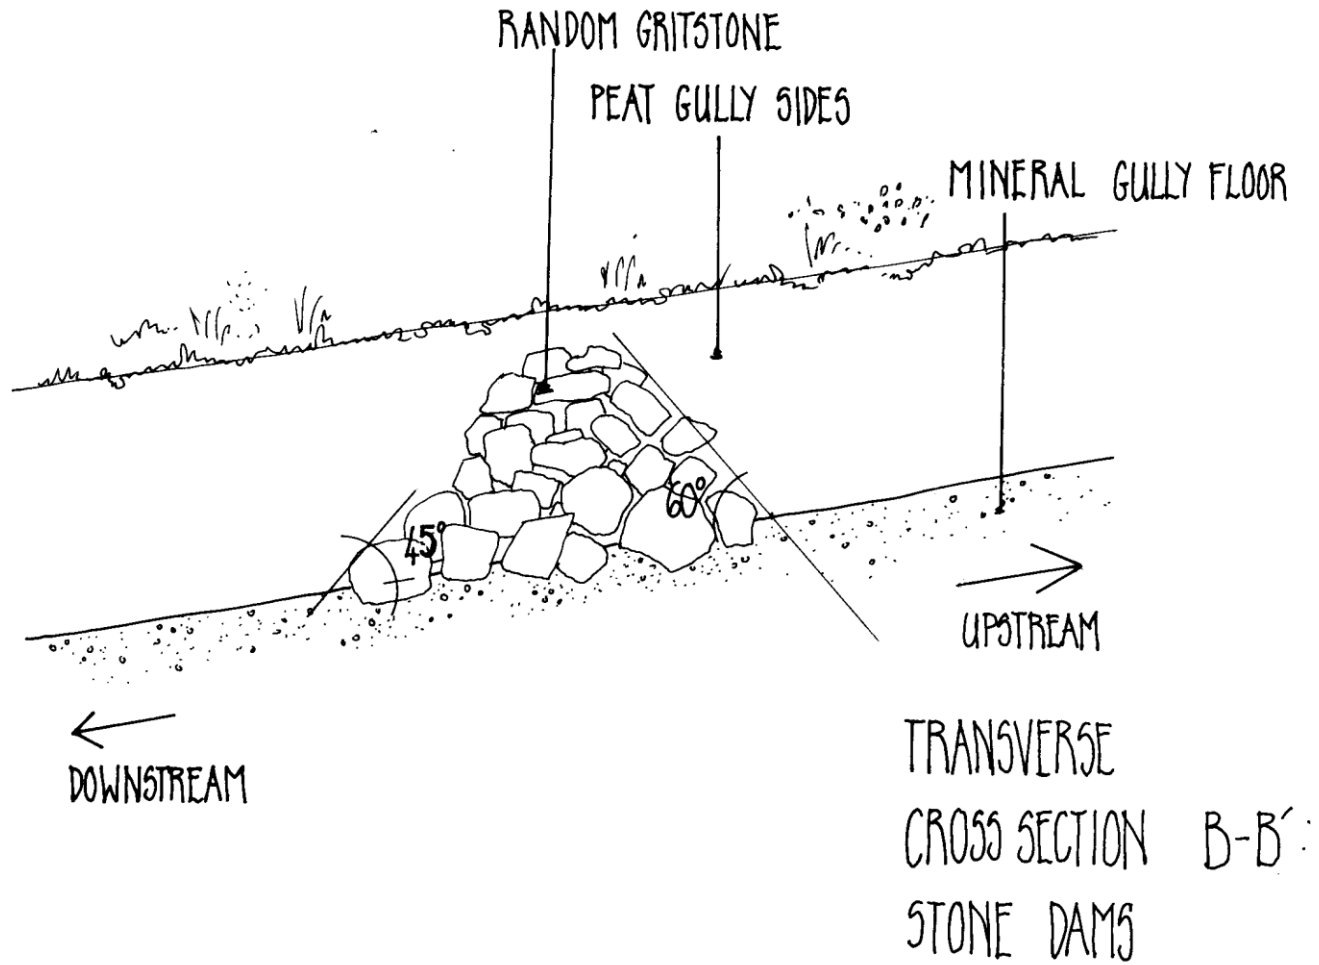 RANDOM GRITSTONE
PEAT GULLY SIDES
MINERAL GULLY FLOOR
60°
45°
UPSTREAM
DOWNSTREAM
TRANSVERSE
CROSS SECTION B-B´:
STONE DAMS